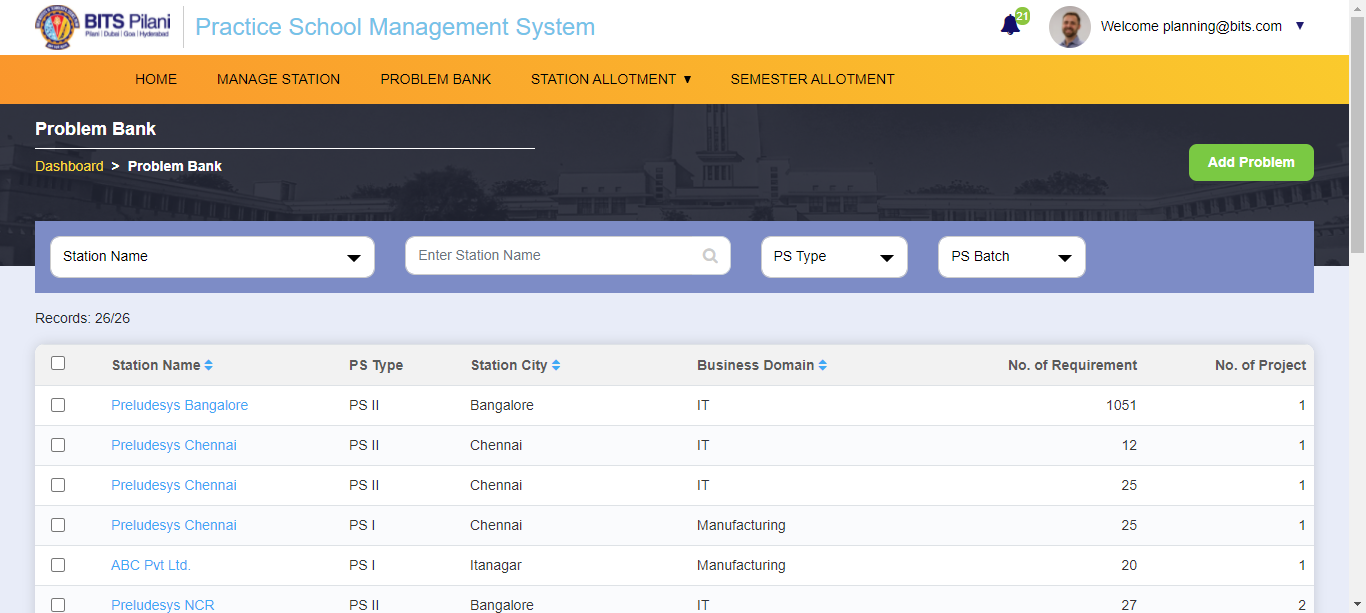 BITS Pilani
Pilani | Dubai | Goa | Hyderabad
Practice School Management System
21
Welcome planning@bits.com ▼
HOME MANAGE STATION PROBLEM BANK STATION ALLOTMENT ▼ SEMESTER ALLOTMENT
Problem Bank
Dashboard > Problem Bank
Add Problem
Station Name Enter Station Name PS Type PS Batch
Records: 26/26
Station Name PS Type Station City Business Domain No. of Requirement No. of Project
Preludesys Bangalore PS II Bangalore IT 1051 1
Preludesys Chennai PS II Chennai IT 12 1
Preludesys Chennai PS II Chennai IT 25 1
Preludesys Chennai PS I Chennai Manufacturing 25 1
ABC Pvt Ltd. PS I Itanagar Manufacturing 20 1
Preludesys NCR PS II Bangalore IT 27 2